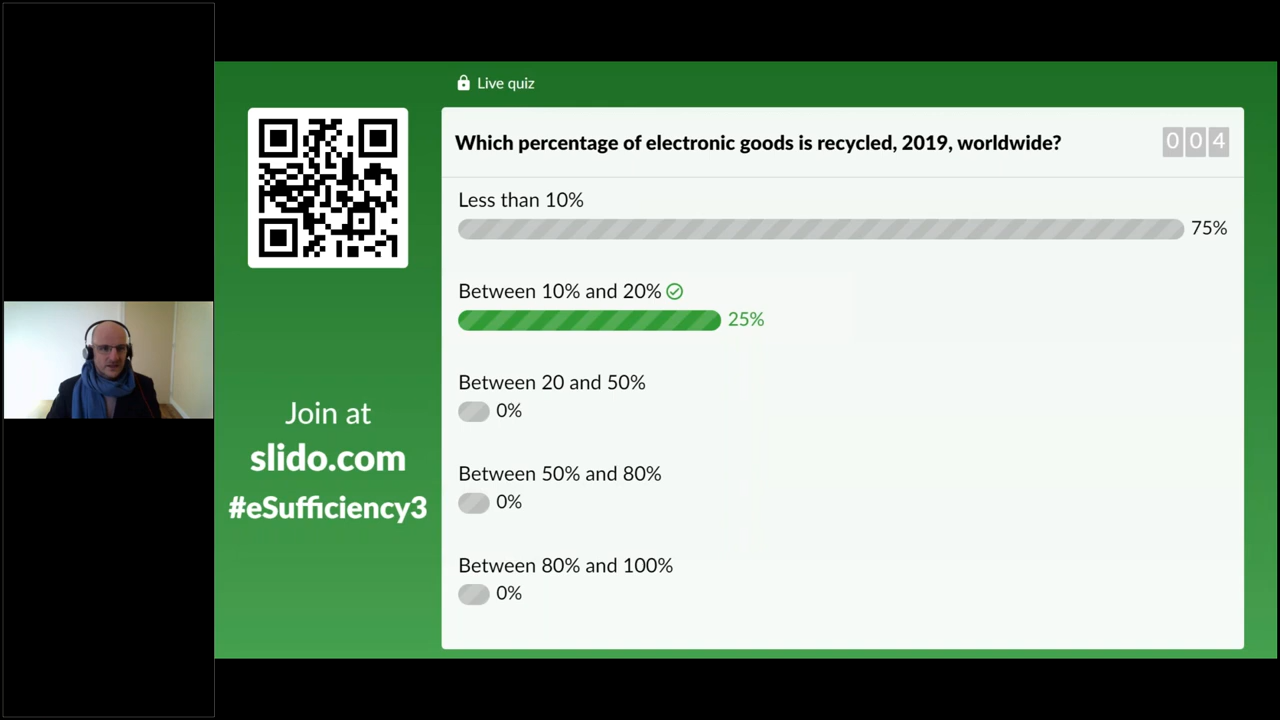 Live quiz
Which percentage of electronic goods is recycled, 2019, worldwide?
004
Less than 10%
75%
Between 10% and 20%
25%
Between 20 and 50%
0%
Between 50% and 80%
0%
Between 80% and 100%
0%
Join at
slido.com
#eSufficiency3